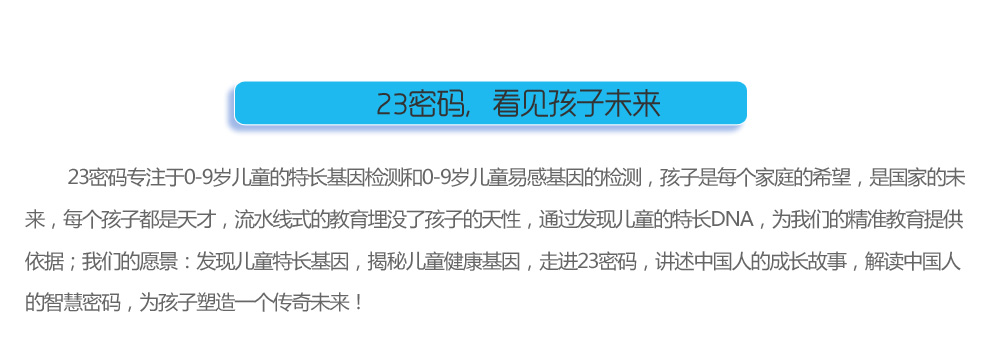 23密码，看见孩子未来
23密码专注于0-9岁儿童的特长基因检测和0-9岁儿童易感基因的检测，孩子是每个家庭的希望，是国家的未
来，每个孩子都是天才，流水线式的教育埋没了孩子的天性，通过发现儿童的特长DNA，为我们的精准教育提供
依据；我们的愿景：发现儿童特长基因，揭秘儿童健康基因，走进23密码，讲述中国人的成长故事，解读中国人
的智慧密码，为孩子塑造一个传奇未来！